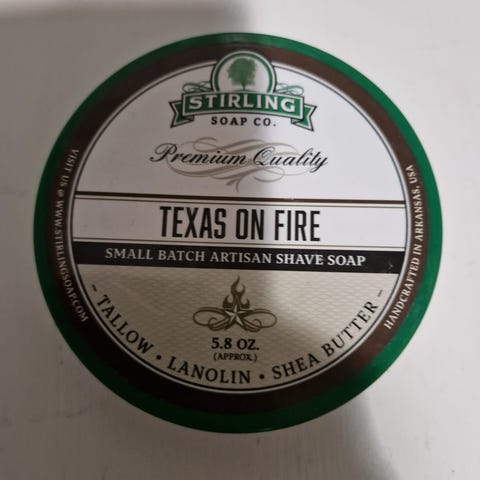 STIRLING
SOAP CO.
Premium Quality
TEXAS ON FIRE
SMALL BATCH ARTISAN SHAVE SOAP
5.8 OZ.
(APPROX.)
- TALLOW • LANOLIN • SHEA BUTTER -
VISIT US @ WWW.STIRLINGSOAP.COM
HANDCRAFTED IN ARKANSAS, USA